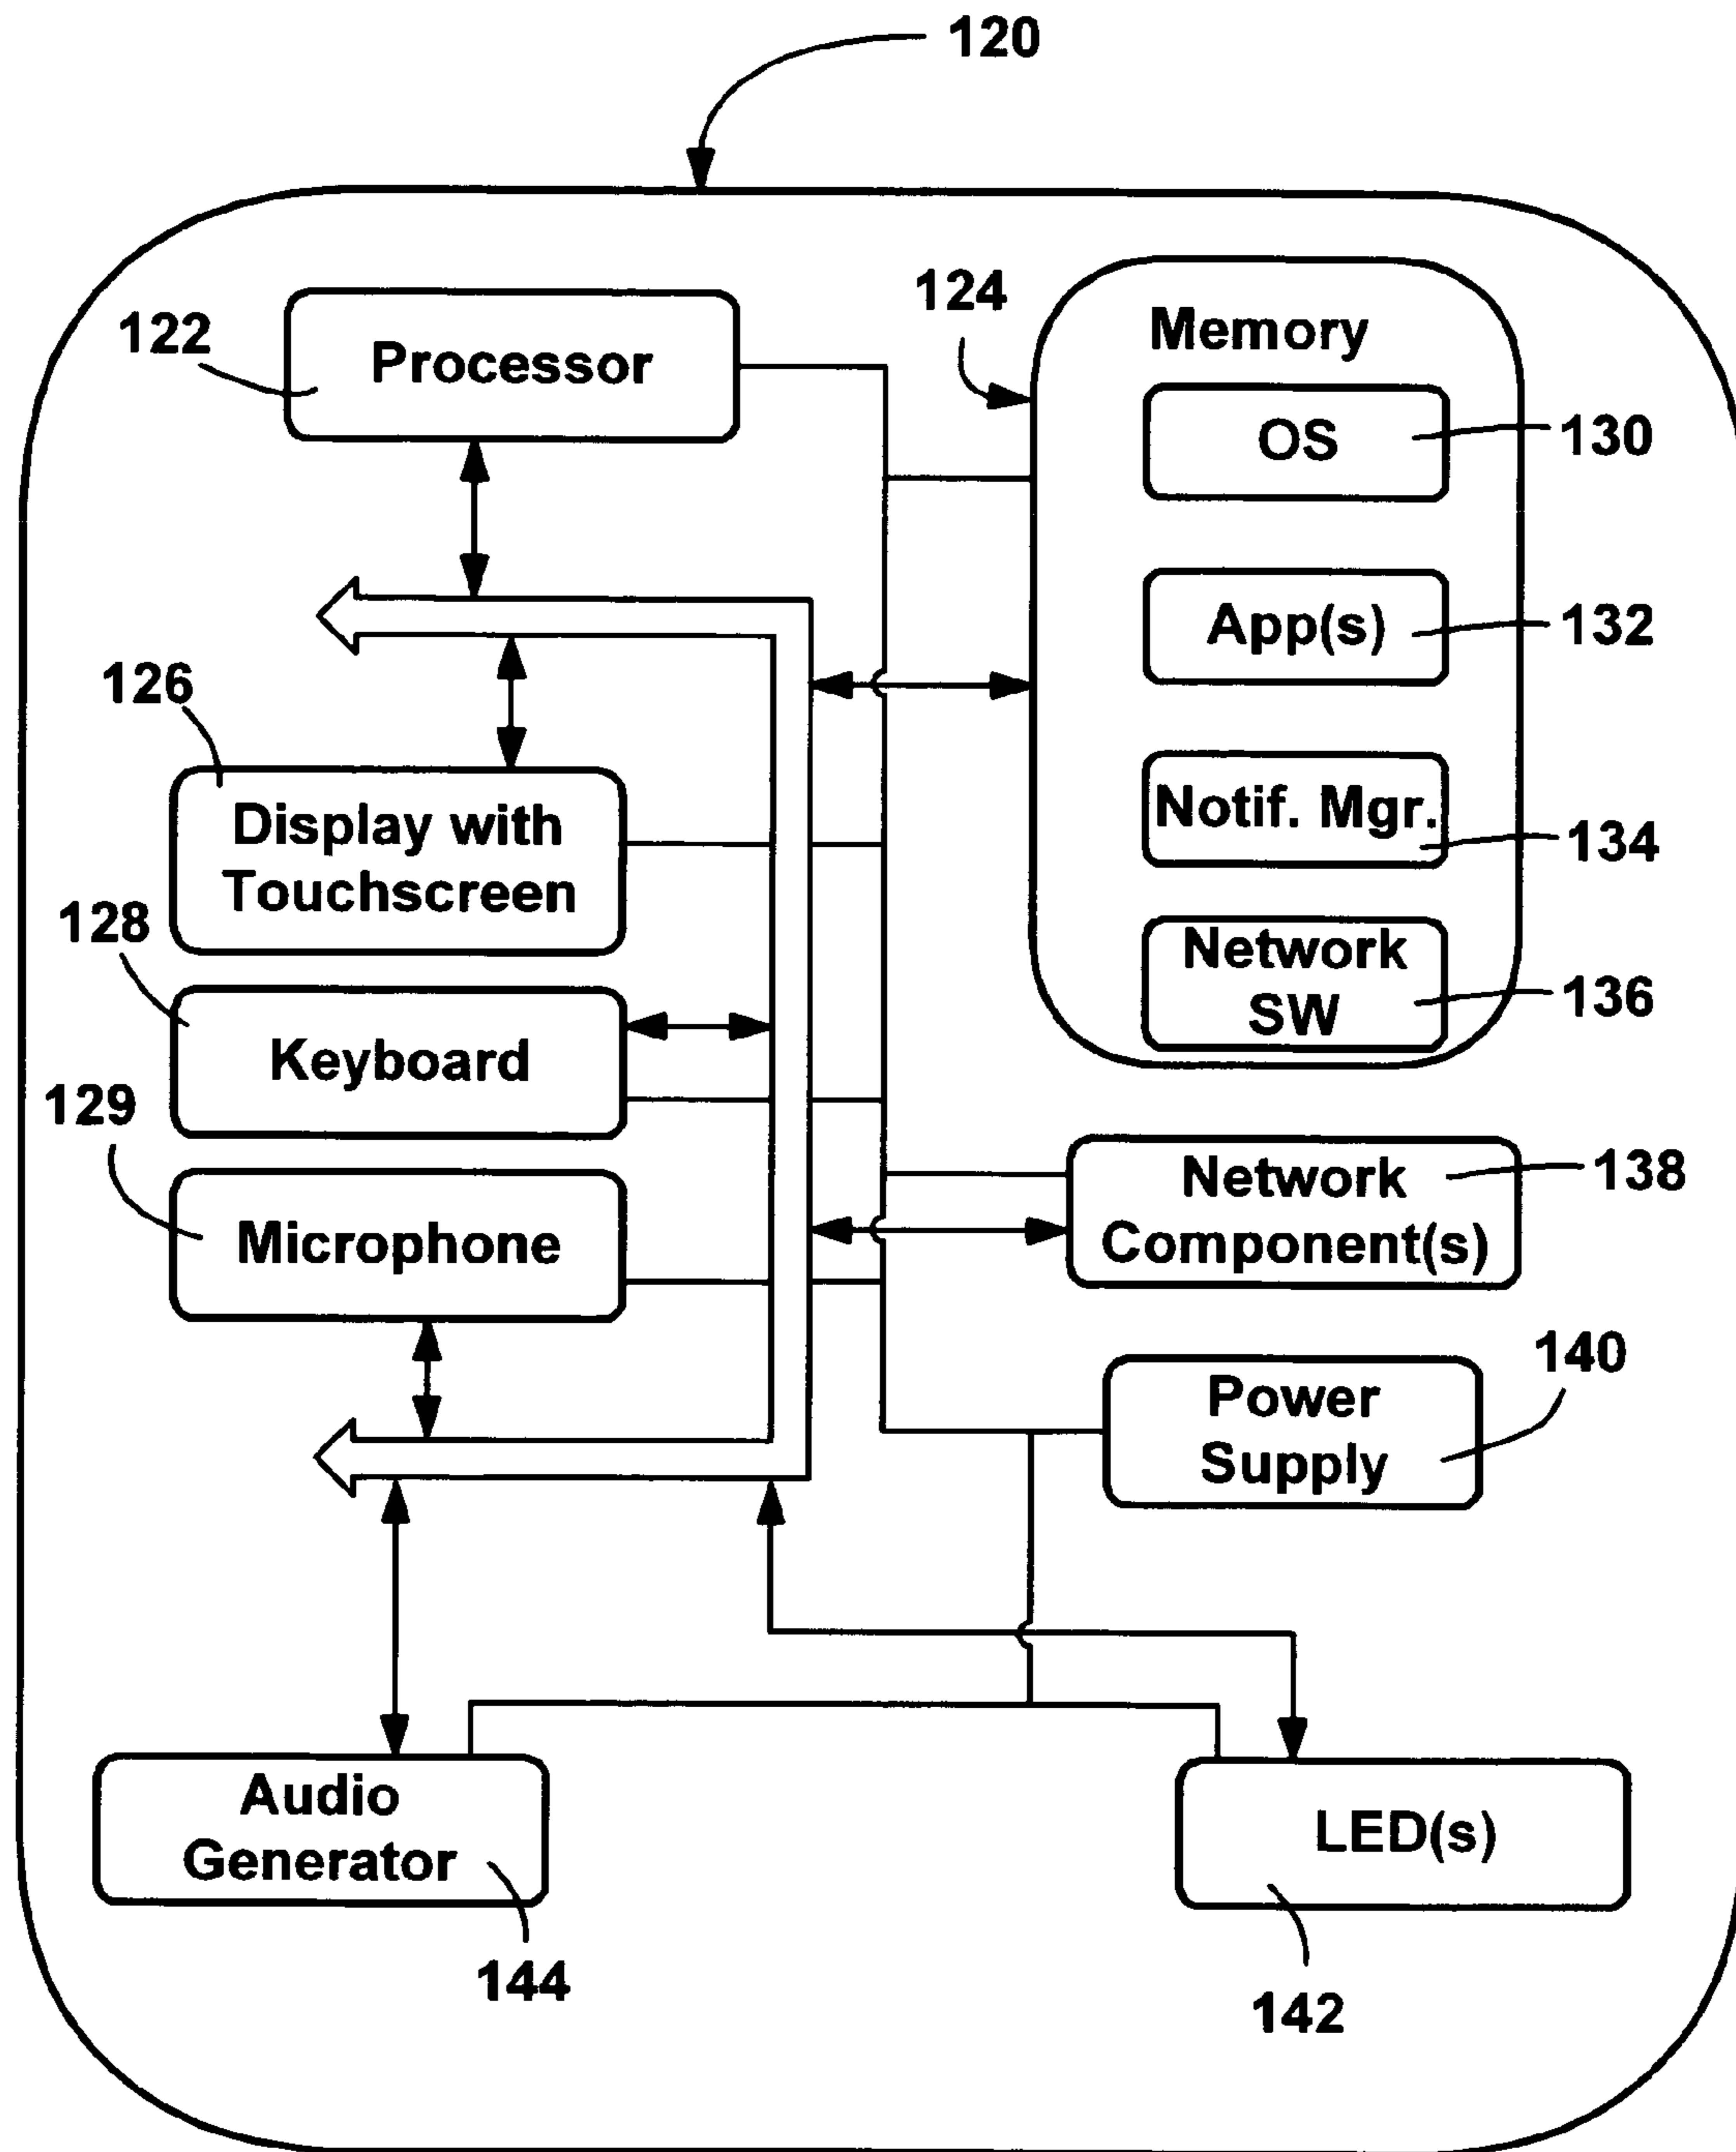 120
124
Memory
122
Processor
OS
130
App(s)
132
126
Display with
Touchscreen
Notif. Mgr.
134
128
Keyboard
Network
SW
136
129
Microphone
Network
Component(s)
138
140
Power
Supply
Audio
Generator
144
LED(s)
142